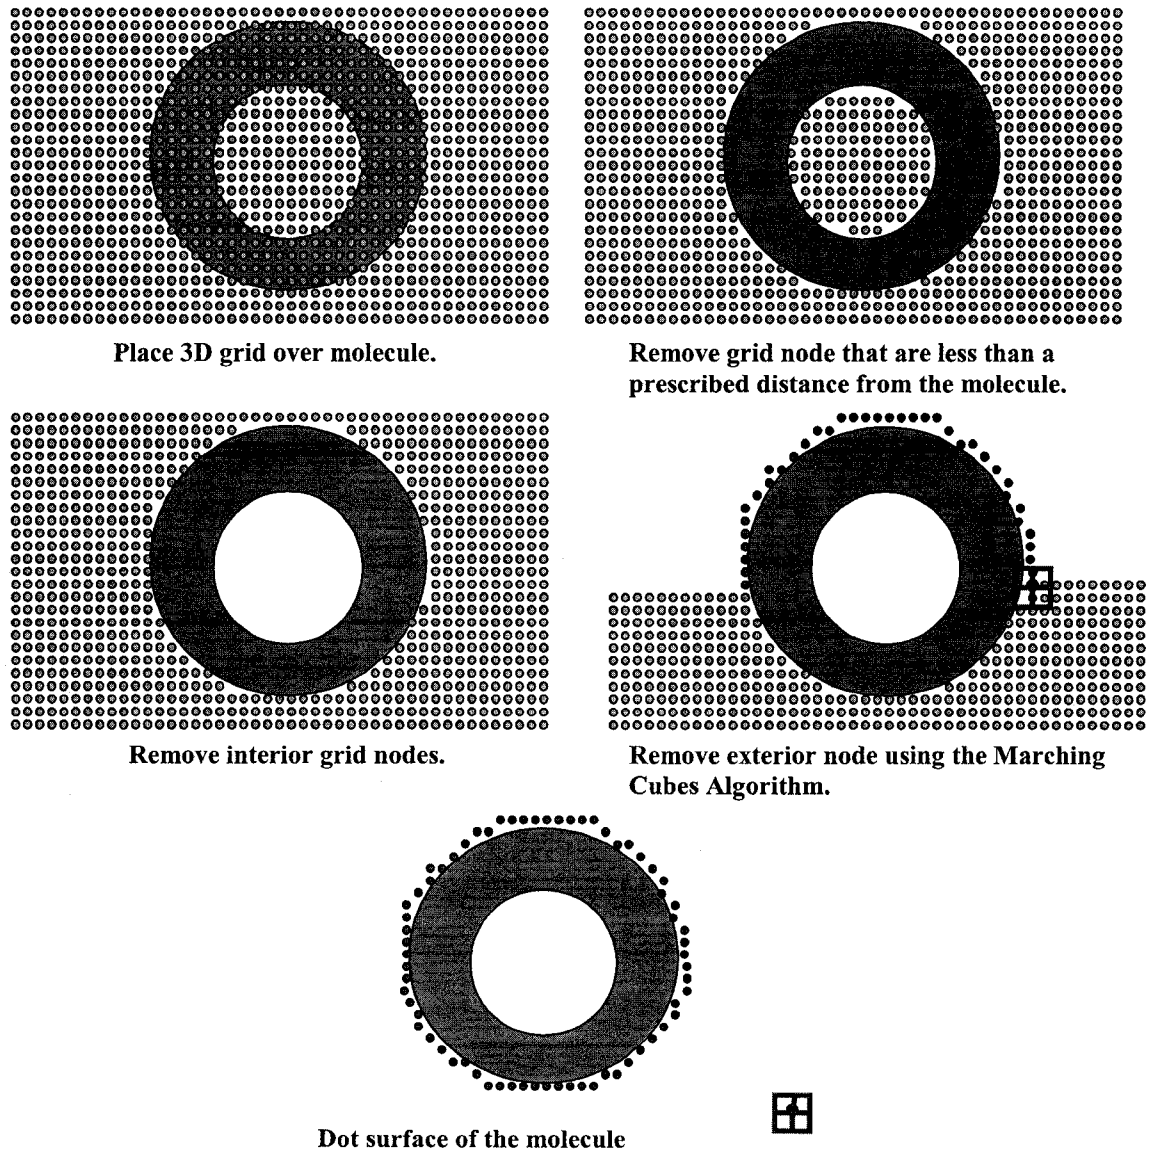 Place 3D grid over molecule.
Remove grid node that are less than a
prescribed distance from the molecule.
Remove interior grid nodes.
Remove exterior node using the Marching
Cubes Algorithm.
Dot surface of the molecule